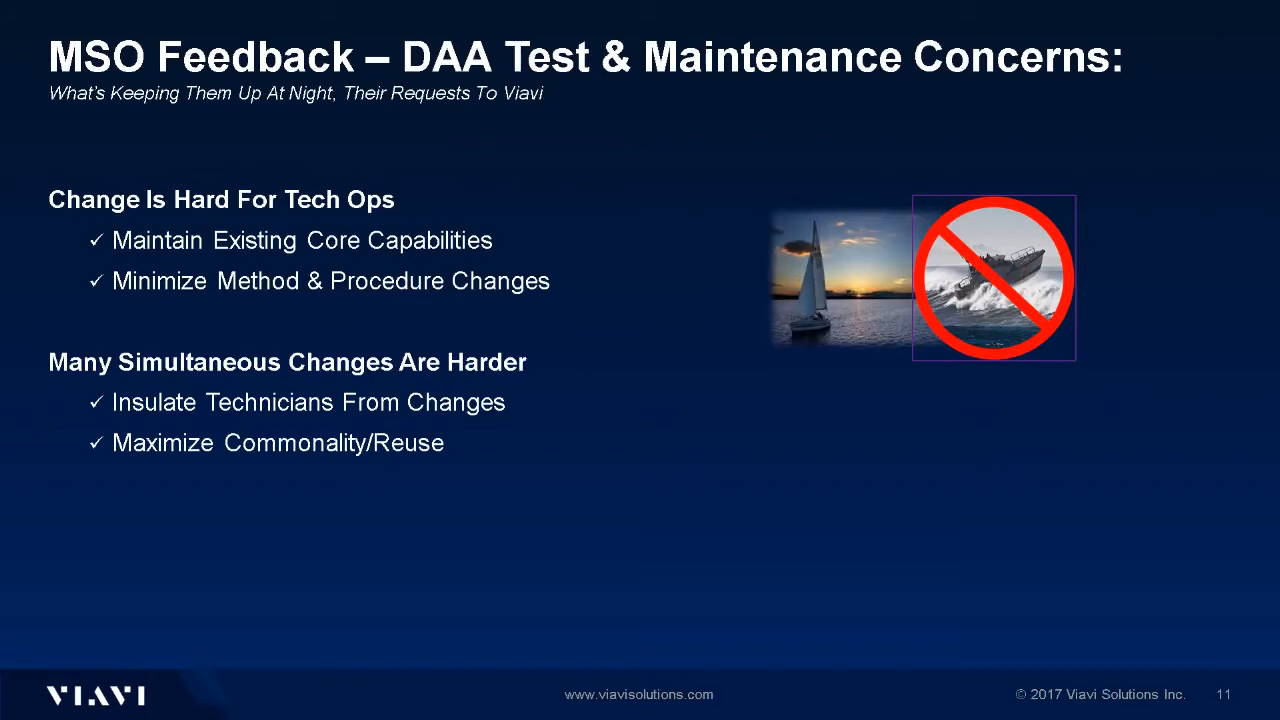 MSO Feedback – DAA Test & Maintenance Concerns:
What's Keeping Them Up At Night, Their Requests To Viavi
Change Is Hard For Tech Ops
✓ Maintain Existing Core Capabilities
✓ Minimize Method & Procedure Changes
Many Simultaneous Changes Are Harder
✓ Insulate Technicians From Changes
✓ Maximize Commonality/Reuse
VIAVI
www.viavisolutions.com
© 2017 Viavi Solutions Inc.
11